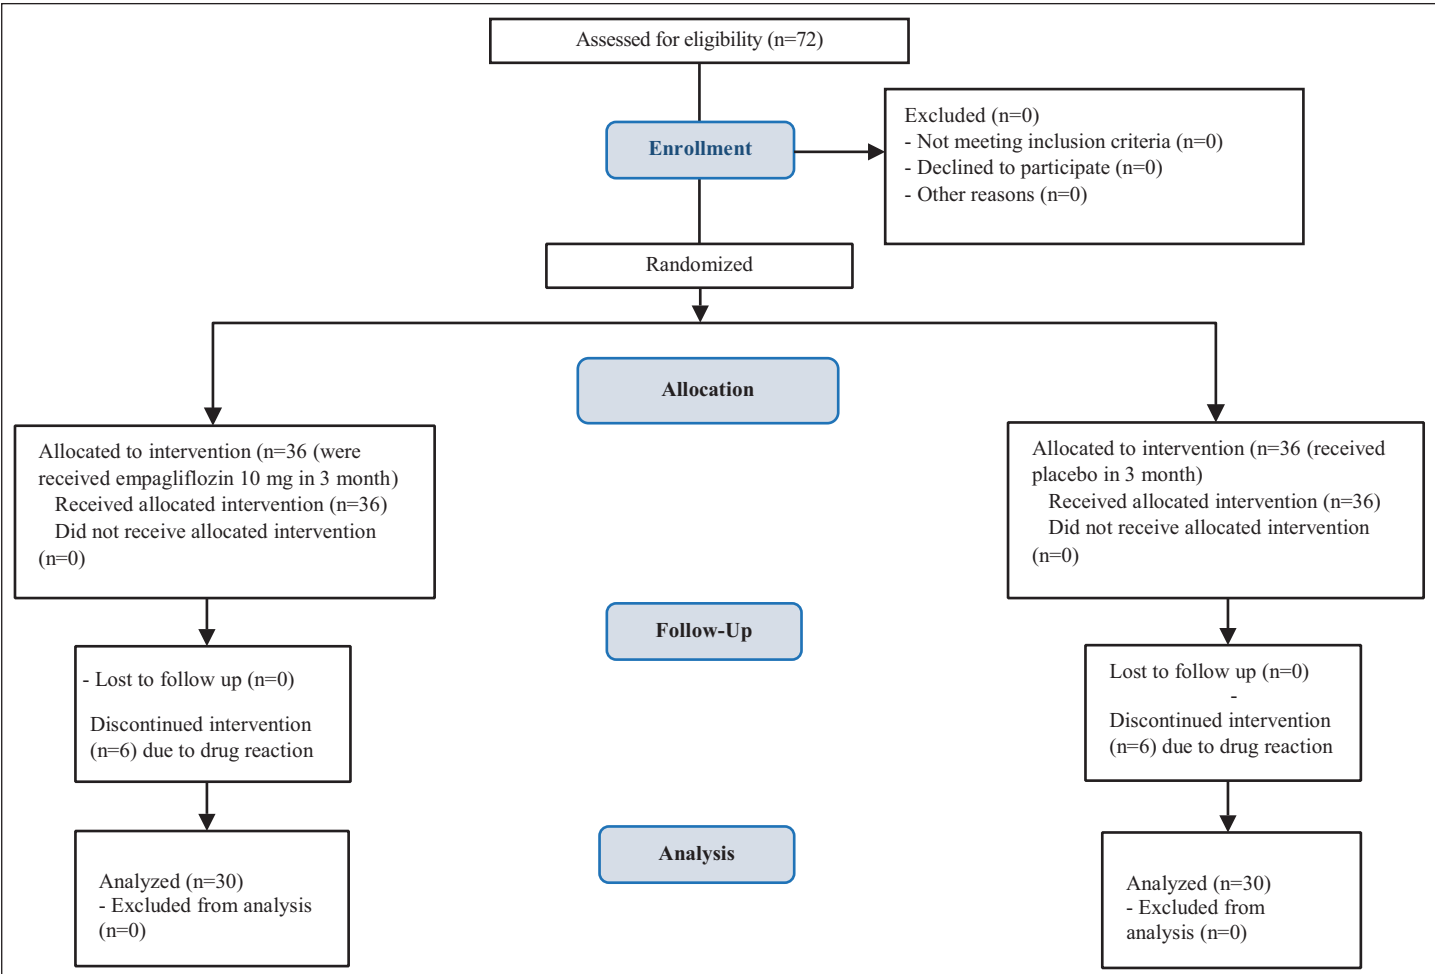 Assessed for eligibility (n=72)
Enrollment
Excluded (n=0)
- Not meeting inclusion criteria (n=0)
- Declined to participate (n=0)
- Other reasons (n=0)
Randomized
Allocation
Allocated to intervention (n=36 (were
received empagliflozin 10 mg in 3 month)
Received allocated intervention (n=36)
Did not receive allocated intervention
(n=0)
Allocated to intervention (n=36 (received
placebo in 3 month)
Received allocated intervention (n=36)
Did not receive allocated intervention
(n=0)
Follow-Up
- Lost to follow up (n=0)
Discontinued intervention
(n=6) due to drug reaction
Lost to follow up (n=0)
-
Discontinued intervention
(n=6) due to drug reaction
Analysis
Analyzed (n=30)
- Excluded from analysis
(n=0)
Analyzed (n=30)
- Excluded from
analysis (n=0)